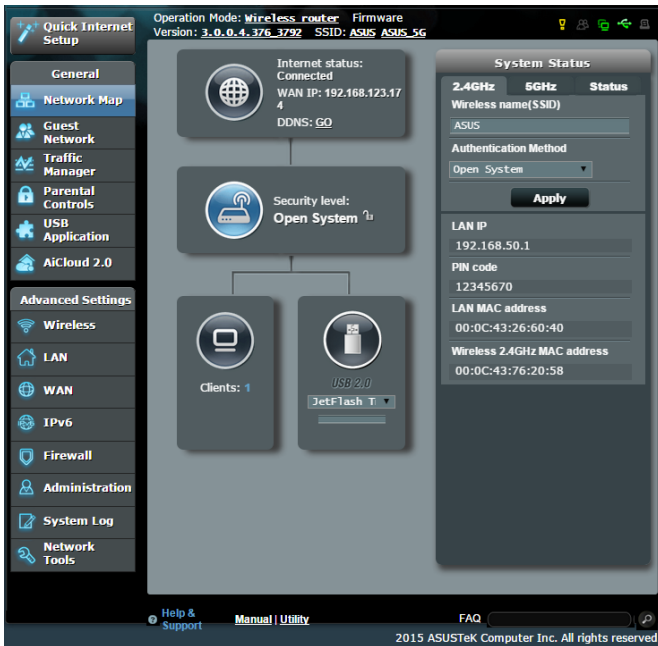 Quick Internet
Setup
Operation Mode: Wireless router Firmware
Version: 3.0.0.4.376_3792 SSID: ASUS ASUS_5G
General
Network Map
Guest
Network
Traffic
Manager
Parental
Controls
USB
Application
AiCloud 2.0
Advanced Settings
Wireless
LAN
WAN
IPv6
Firewall
Administration
System Log
Network
Tools
Internet status:
Connected
WAN IP: 192.168.123.17
4
DDNS: GO
Security level:
Open System
Clients: 1
USB 2.0
JetFlash T
System Status
2.4GHz 5GHz Status
Wireless name(SSID)
ASUS
Authentication Method
Open System
Apply
LAN IP
192.168.50.1
PIN code
12345670
LAN MAC address
00:0C:43:26:60:40
Wireless 2.4GHz MAC address
00:0C:43:76:20:58
Help &
Support
Manual | Utility
FAQ
2015 ASUSTeK Computer Inc. All rights reserved